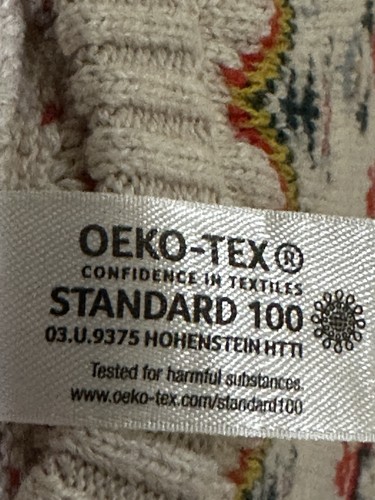 OEKO-TEX®
CONFIDENCE IN TEXTILES
STANDARD 100
03.U.9375 HOHENSTEIN HTTI
Tested for harmful substances.
www.oeko-tex.com/standard100